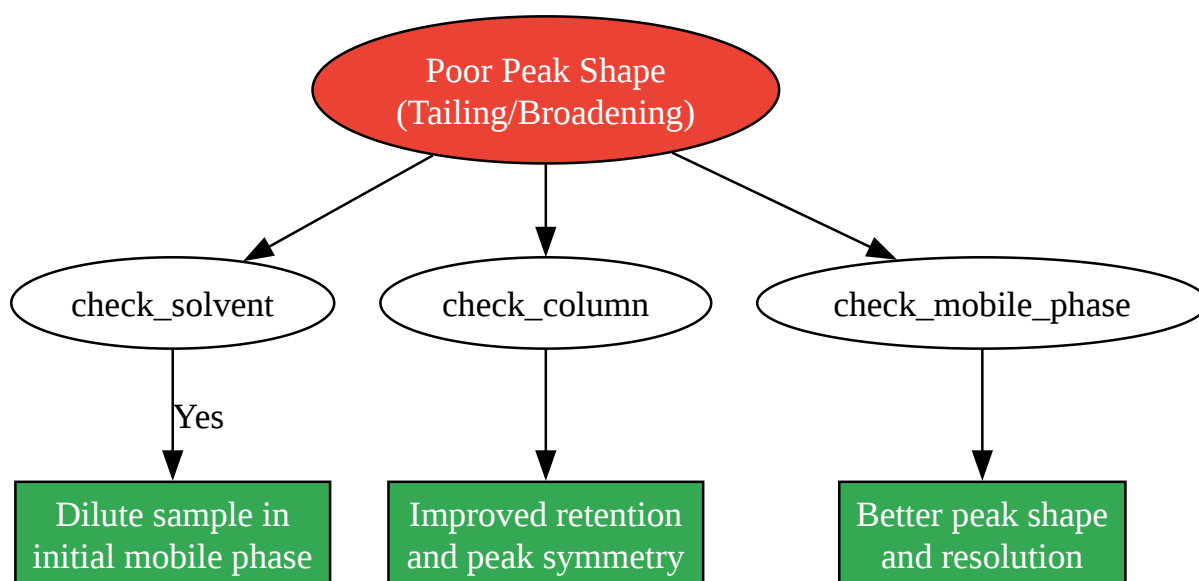 Poor Peak Shape
(Tailing/Broadening)
check_solvent
check_column
check_mobile_phase
Yes
Dilute sample in
initial mobile phase
Improved retention
and peak symmetry
Better peak shape
and resolution